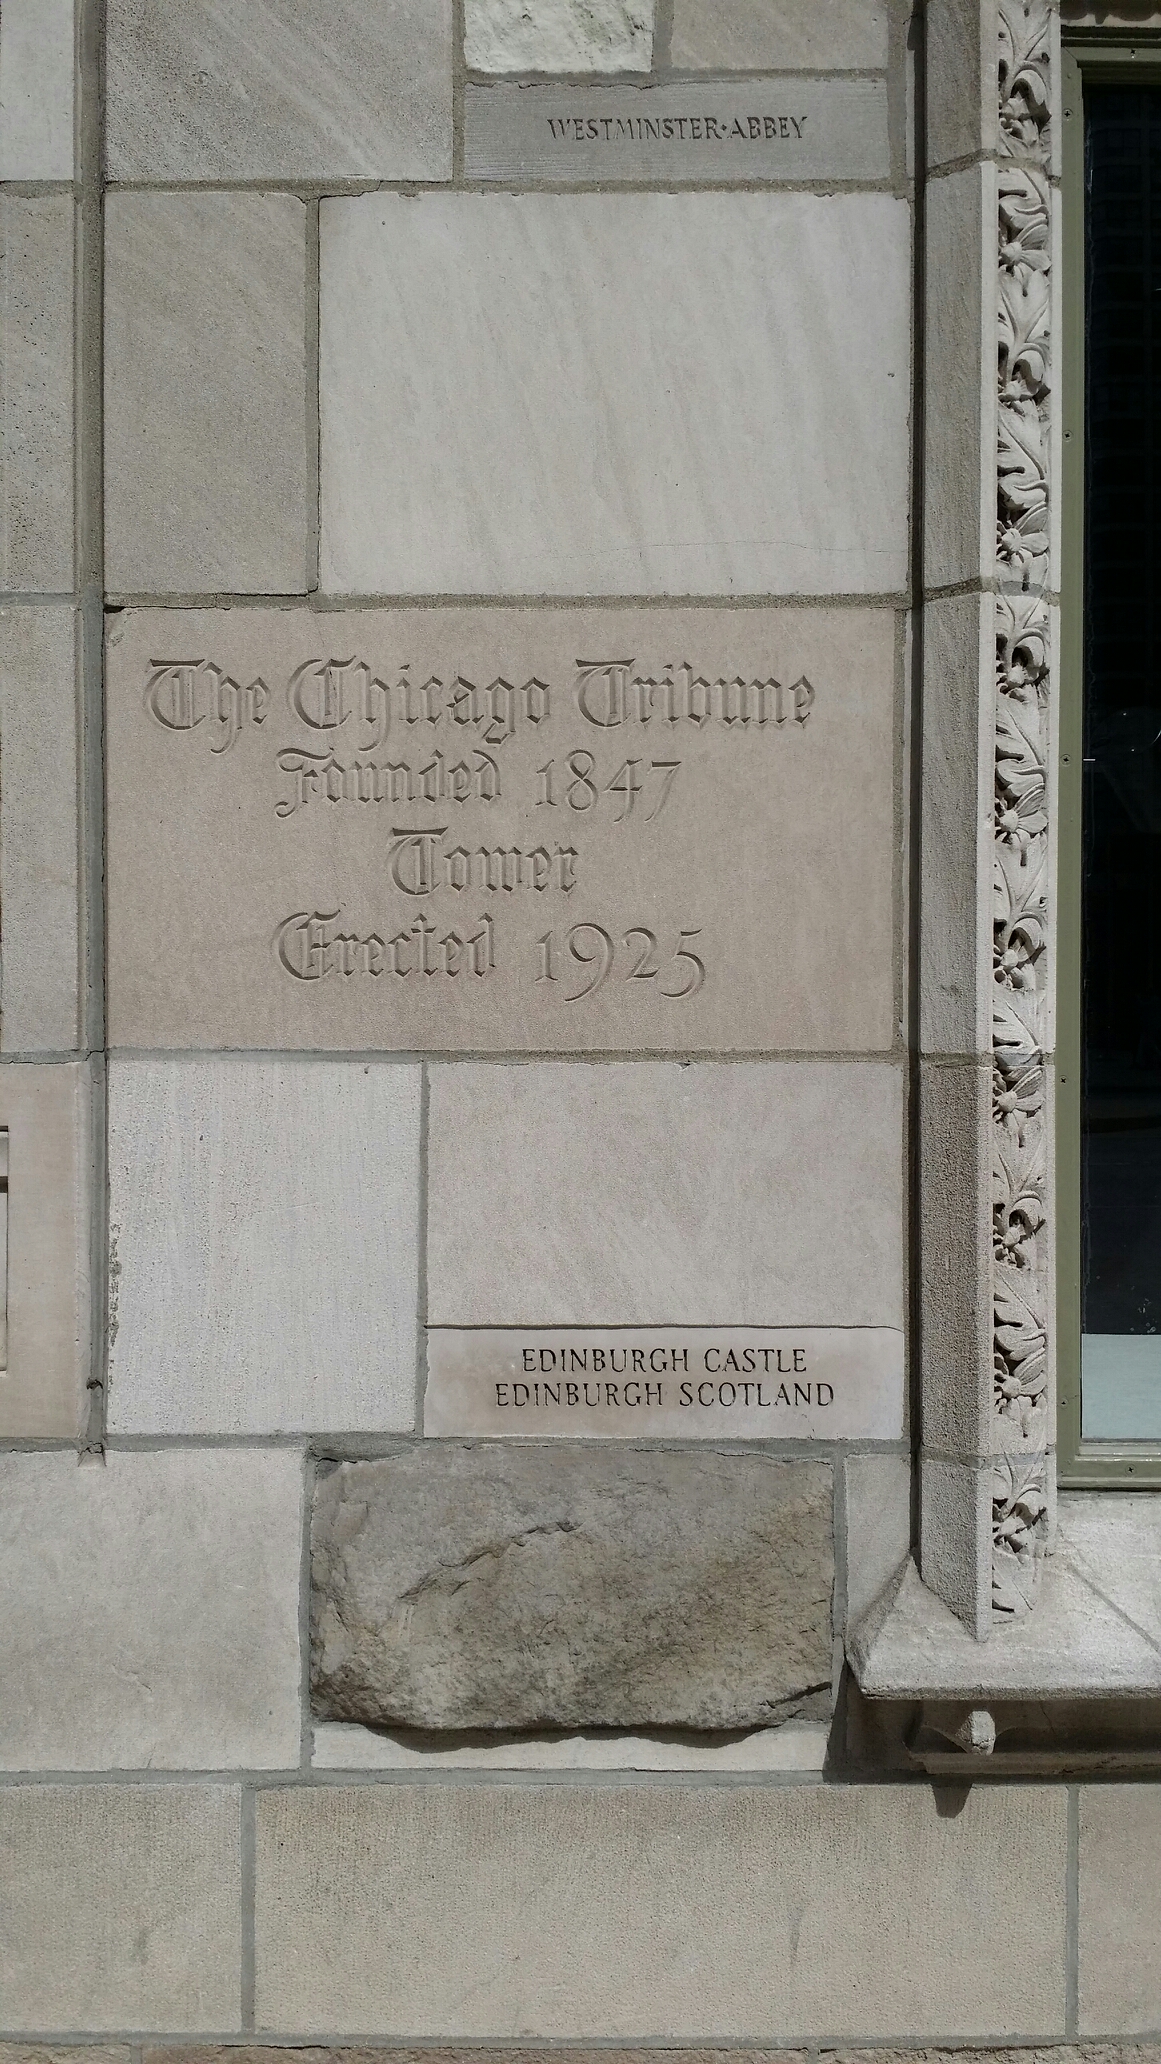 WESTMINSTER·ABBEY
The Chicago Tribune
Founded 1847
Tower
Erected 1925
EDINBURGH CASTLE
EDINBURGH SCOTLAND